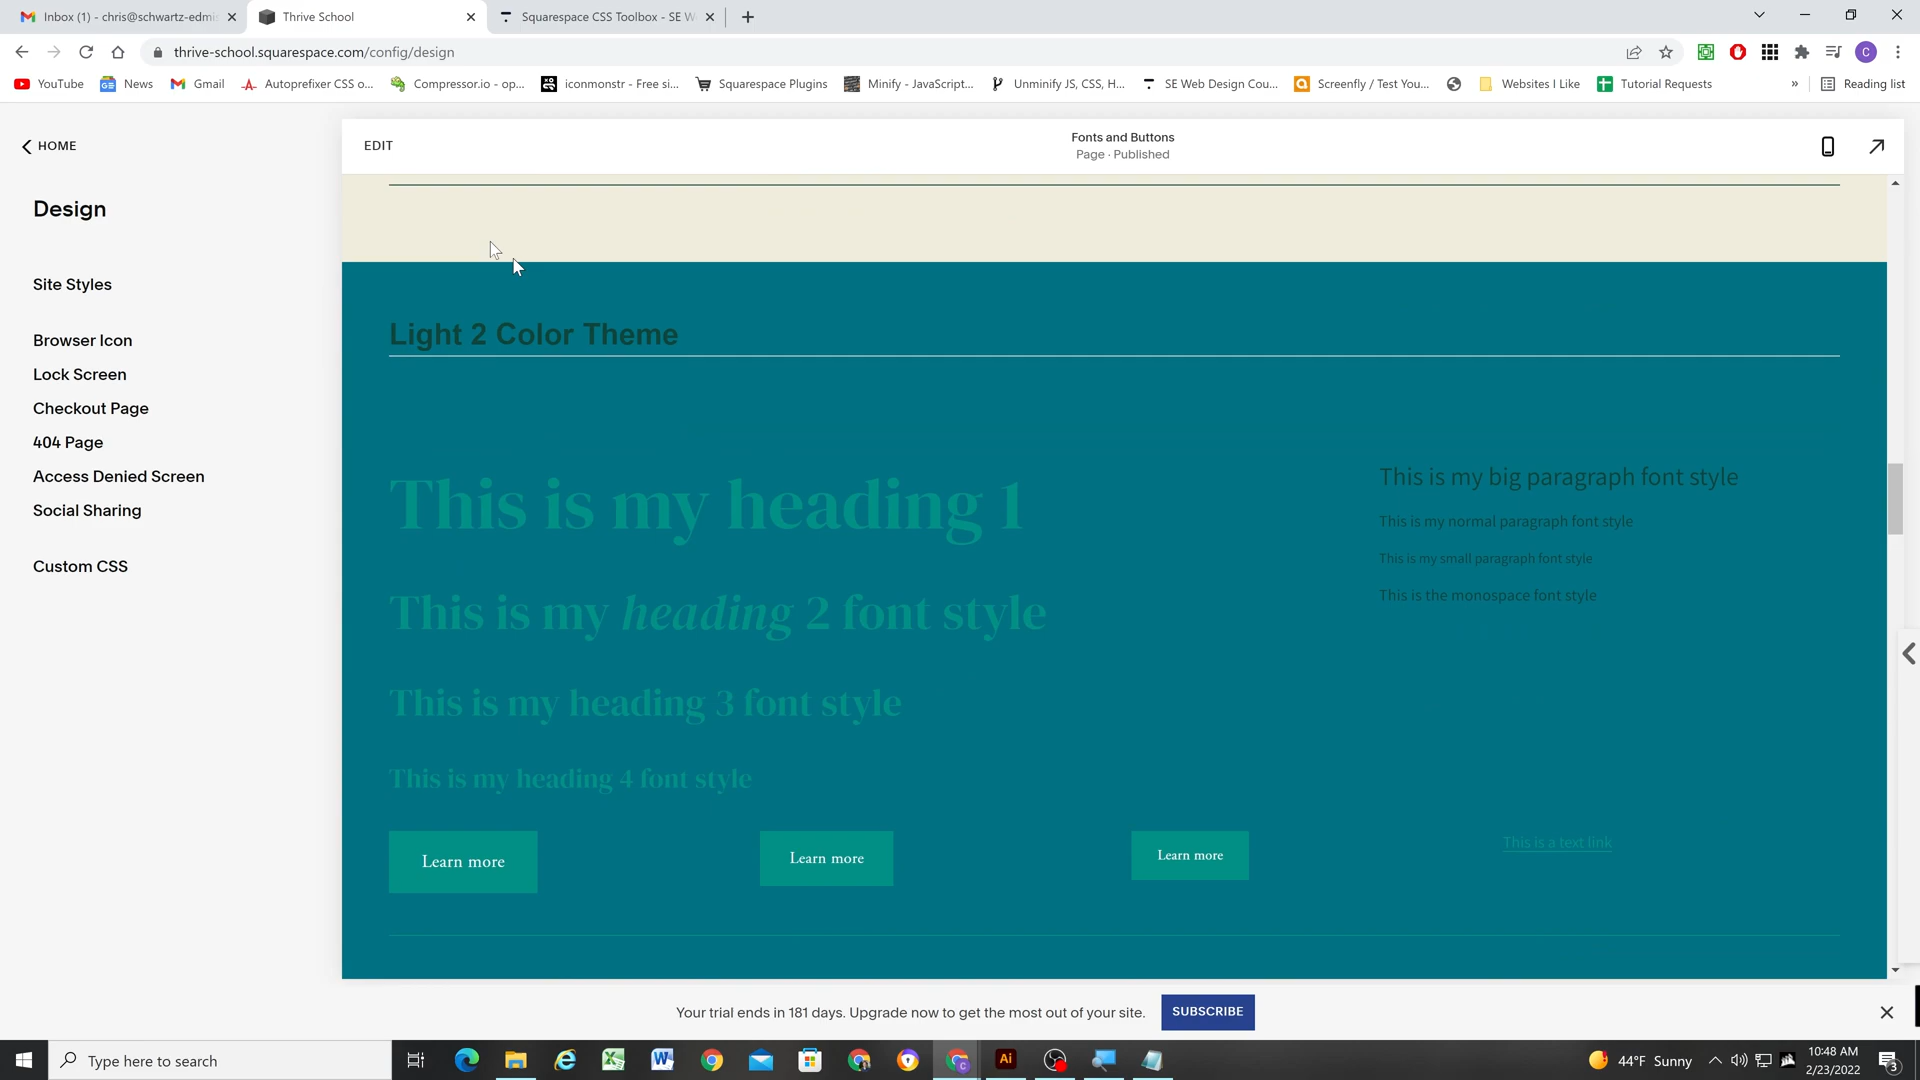 Inbox (1) - chris@schwartz-edmi
Thrive School
Squarespace CSS Toolbox - SE W
thrive-school.squarespace.com/config/design
C
YouTube
News
Gmail
Autoprefixer CSS o...
Compressor.io - op...
iconmonstr - Free si...
Squarespace Plugins
Minify - JavaScript...
Unminify JS, CSS, H...
SE Web Design Cou...
Screenfly / Test You...
Websites I Like
Tutorial Requests
»
Reading list
HOME
EDIT
Fonts and Buttons
Page · Published
Design
Site Styles
Browser Icon
Lock Screen
Checkout Page
404 Page
Access Denied Screen
Social Sharing
Custom CSS
Light 2 Color Theme
This is my heading 1
This is my heading 2 font style
This is my heading 3 font style
This is my heading 4 font style
This is my big paragraph font style
This is my normal paragraph font style
This is my small paragraph font style
This is the monospace font style
Learn more
Learn more
Learn more
This is a text link
Your trial ends in 181 days. Upgrade now to get the most out of your site.
SUBSCRIBE
Type here to search
Ai
44°F Sunny
10:48 AM
2/23/2022
3